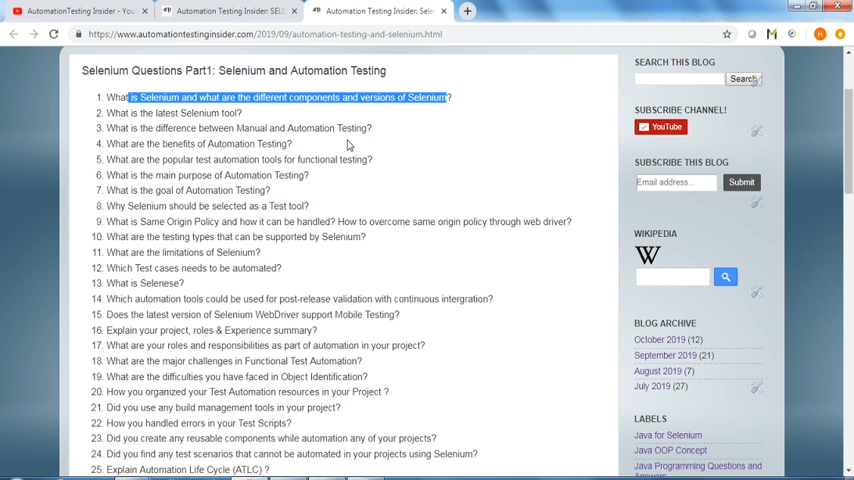 AutomationTesting Insider - You
Automation Testing Insider: SELE
Automation Testing Insider: Sele
https://www.automationtestinginsider.com/2019/09/automation-testing-and-selenium.html
Selenium Questions Part1: Selenium and Automation Testing
1. What is Selenium and what are the different components and versions of Selenium?
2. What is the latest Selenium tool?
3. What is the difference between Manual and Automation Testing?
4. What are the benefits of Automation Testing?
5. What are the popular test automation tools for functional testing?
6. What is the main purpose of Automation Testing?
7. What is the goal of Automation Testing?
8. Why Selenium should be selected as a Test tool?
9. What is Same Origin Policy and how it can be handled? How to overcome same origin policy through web driver?
10. What are the testing types that can be supported by Selenium?
11. What are the limitations of Selenium?
12. Which Test cases needs to be automated?
13. What is Selenese?
14. Which automation tools could be used for post-release validation with continuous intergration?
15. Does the latest version of Selenium WebDriver support Mobile Testing?
16. Explain your project, roles & Experience summary?
17. What are your roles and responsibilities as part of automation in your project?
18. What are the major challenges in Functional Test Automation?
19. What are the difficulties you have faced in Object Identification?
20. How you organized your Test Automation resources in your Project ?
21. Did you use any build management tools in your project?
22. How you handled errors in your Test Scripts?
23. Did you create any reusable components while automation any of your projects?
24. Did you find any test scenarios that cannot be automated in your projects using Selenium?
25. Explain Automation Life Cycle (ATLC) ?
SEARCH THIS BLOG
Search
SUBSCRIBE CHANNEL!
YouTube
SUBSCRIBE THIS BLOG
Email address...
Submit
WIKIPEDIA
W
BLOG ARCHIVE
October 2019 (12)
September 2019 (21)
August 2019 (7)
July 2019 (27)
LABELS
Java for Selenium
Java OOP Concept
Java Programming Questions and
Answers